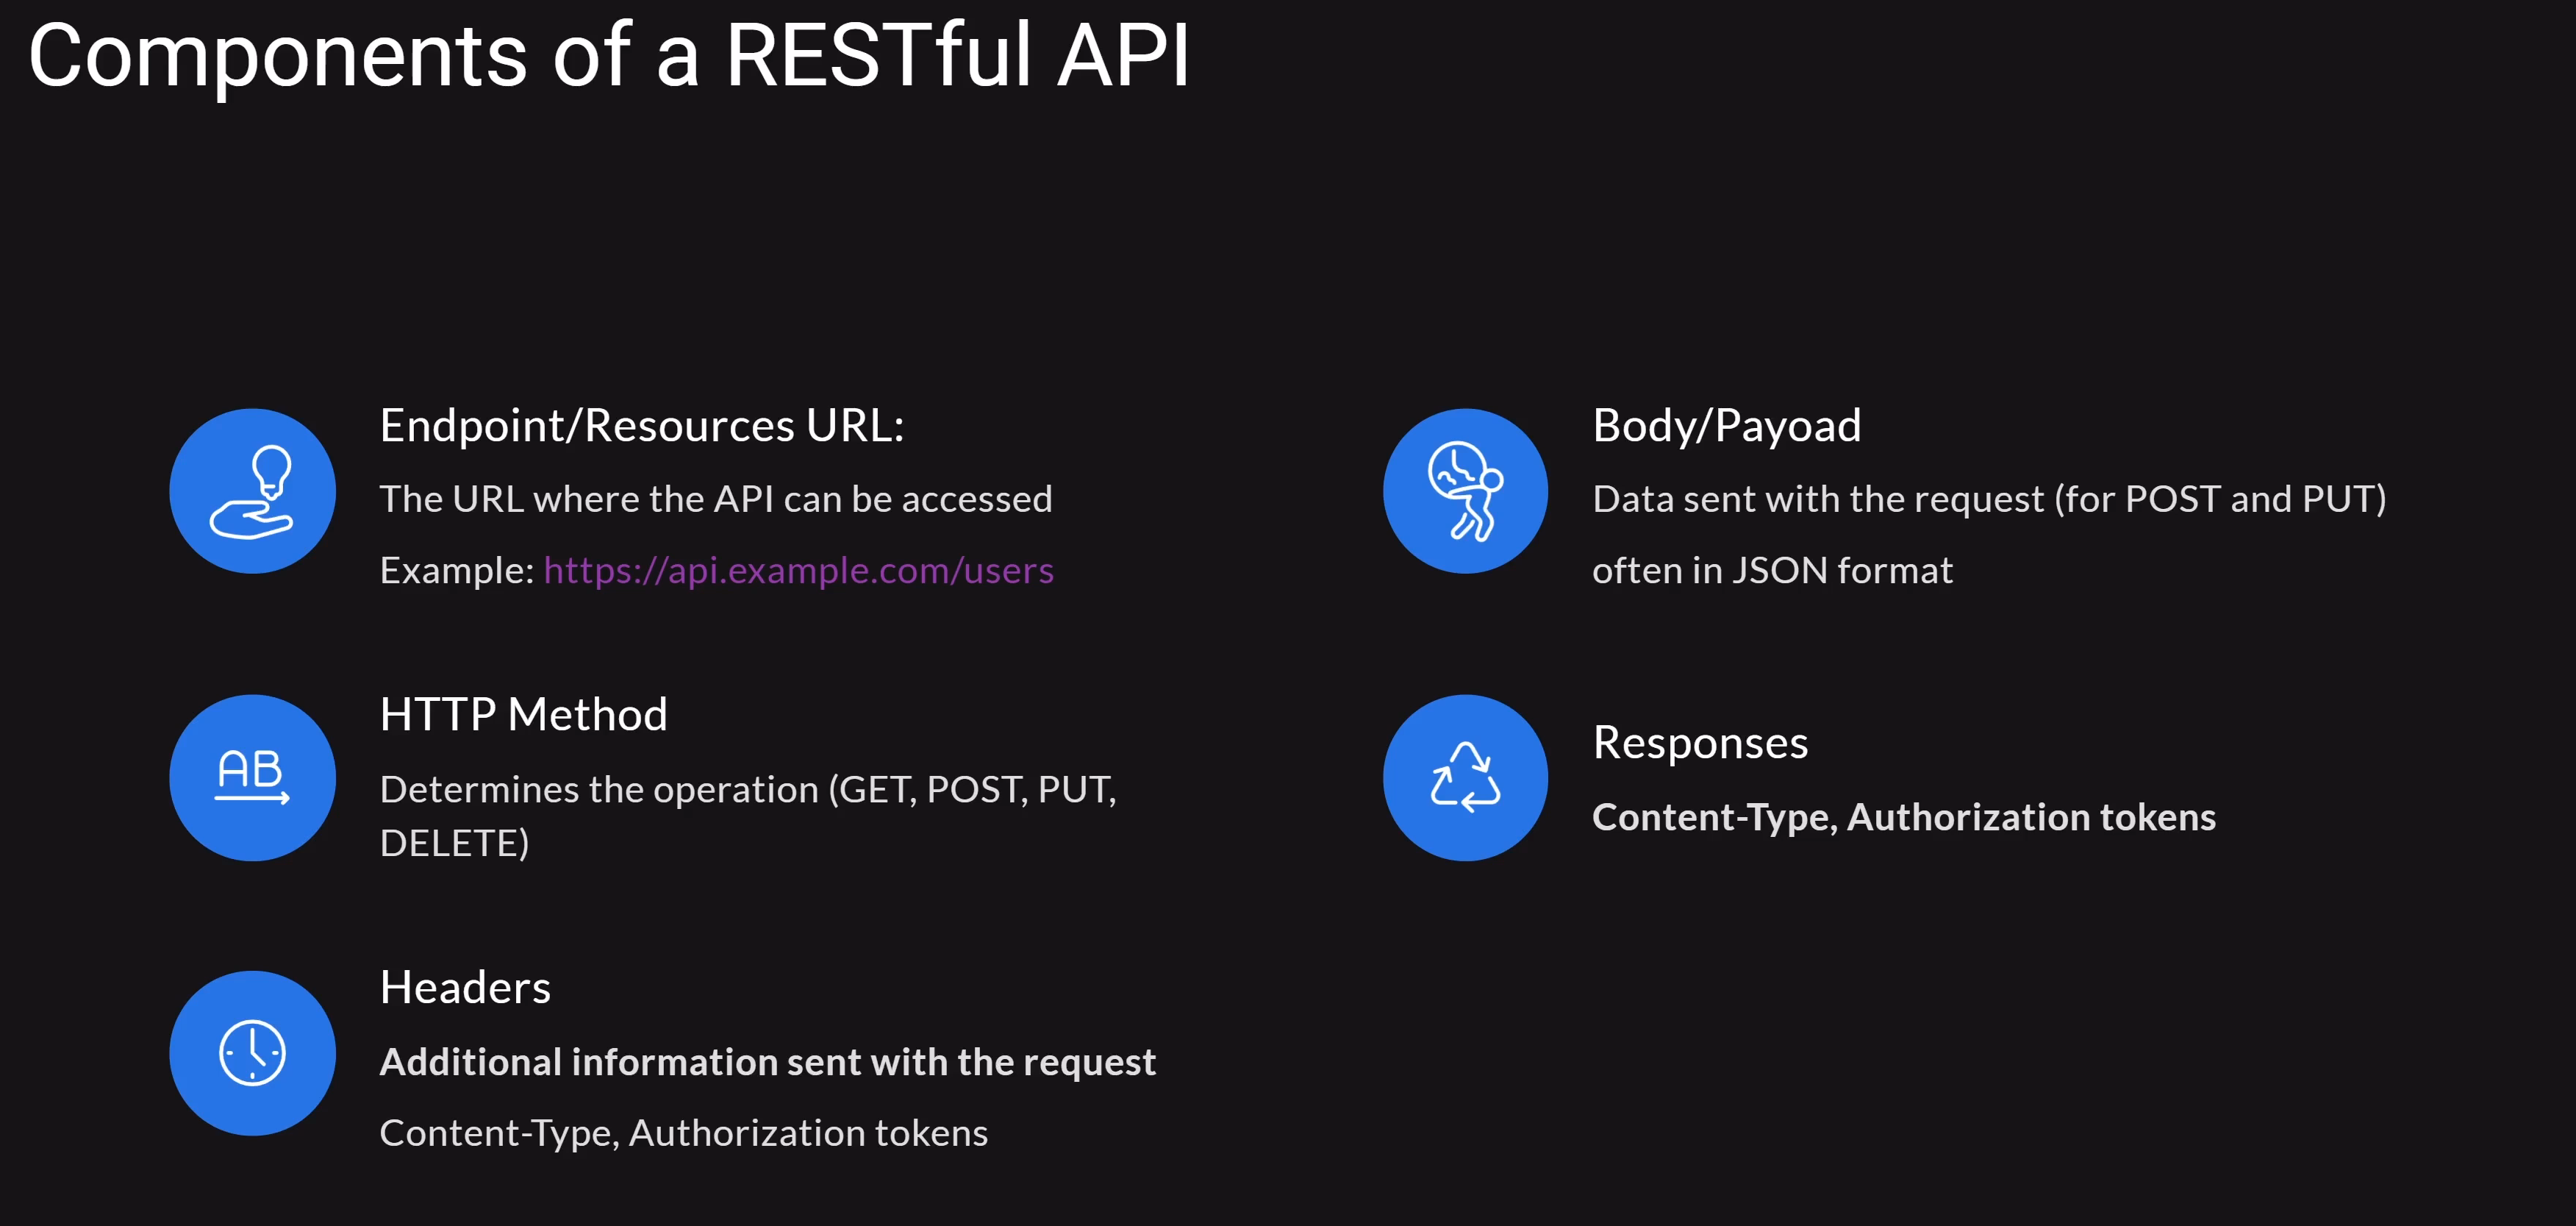 Components of a RESTful API
Endpoint/Resources URL:
The URL where the API can be accessed
Example: https://api.example.com/users
HTTP Method
Determines the operation (GET, POST, PUT,
DELETE)
Headers
Additional information sent with the request
Content-Type, Authorization tokens
Body/Payoad
Data sent with the request (for POST and PUT)
often in JSON format
Responses
Content-Type, Authorization tokens
AB